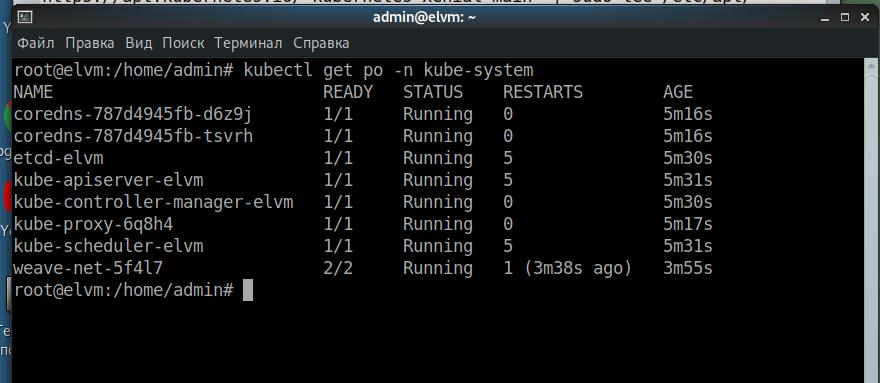 admin@elvm: ~
Файл Правка Вид Поиск Терминал Справка
root@elvm:/home/admin# kubectl get po -n kube-system
NAME READY STATUS RESTARTS AGE
coredns-787d4945fb-d6z9j 1/1 Running 0 5m16s
coredns-787d4945fb-tsvrh 1/1 Running 0 5m16s
etcd-elvm 1/1 Running 5 5m30s
kube-apiserver-elvm 1/1 Running 5 5m31s
kube-controller-manager-elvm 1/1 Running 0 5m30s
kube-proxy-6q8h4 1/1 Running 0 5m17s
kube-scheduler-elvm 1/1 Running 5 5m31s
weave-net-5f4l7 2/2 Running 1 (3m38s ago) 3m55s
root@elvm:/home/admin#